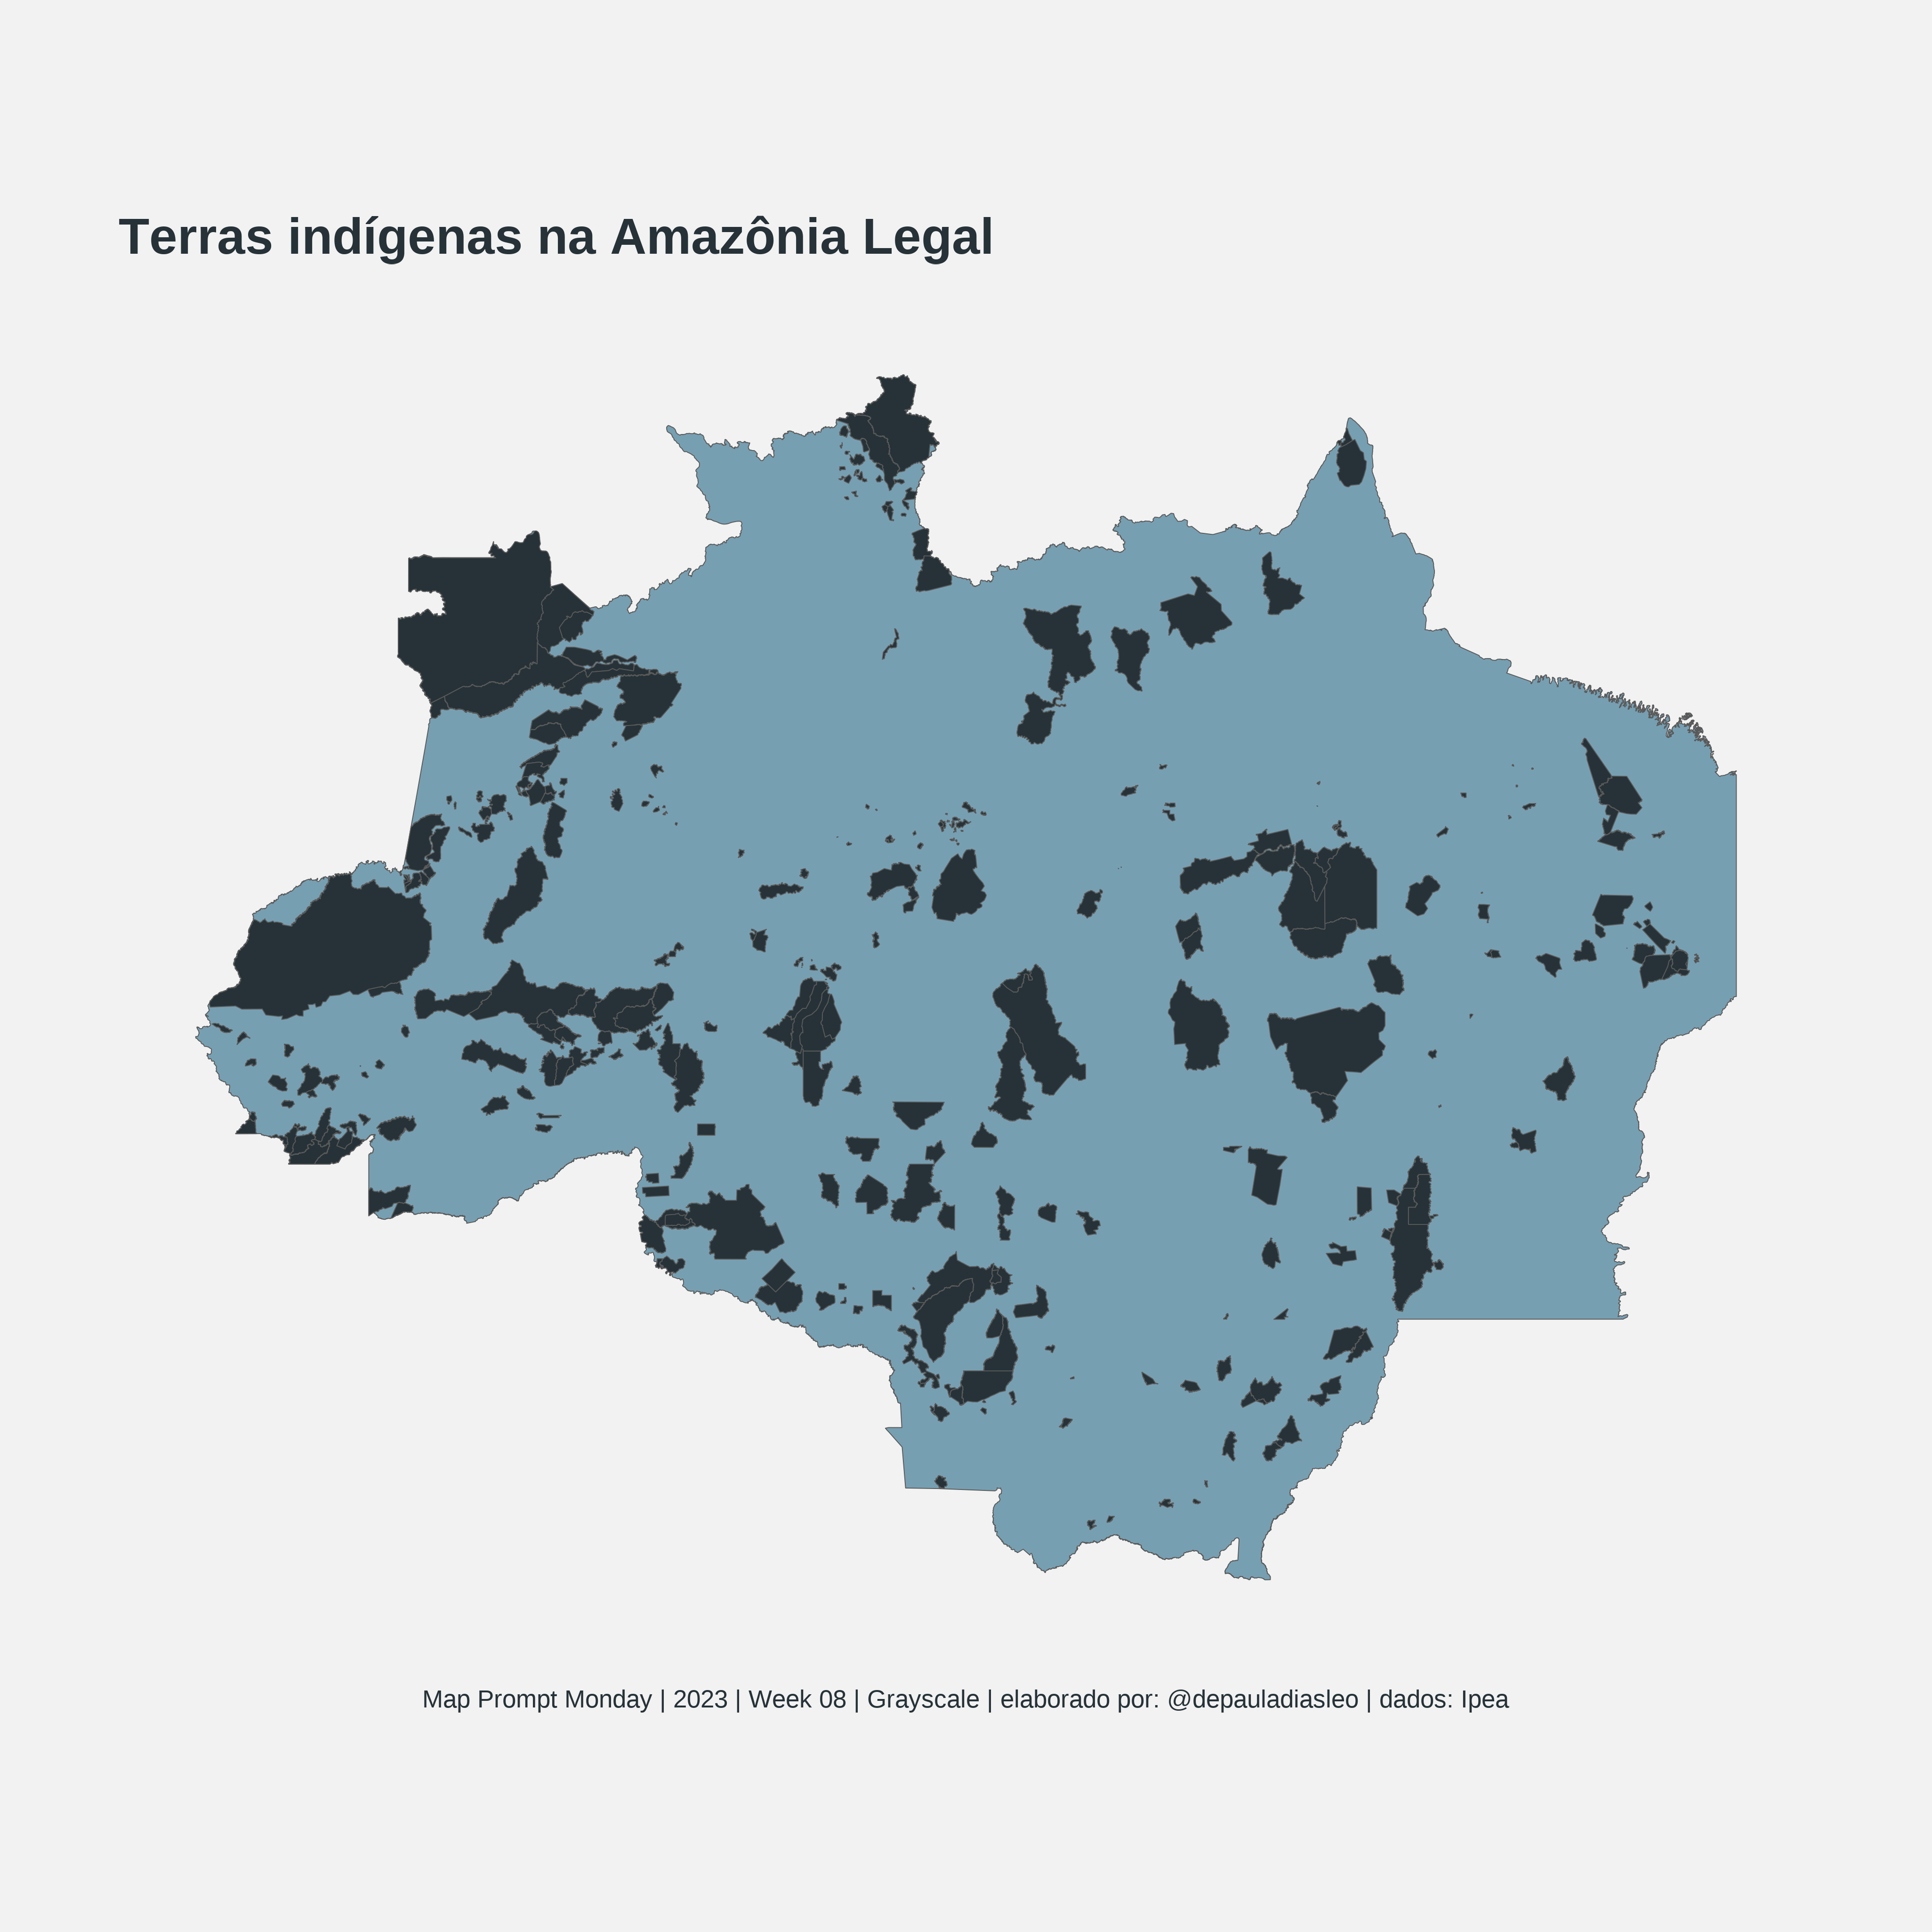 Terras indígenas na Amazônia Legal
Map Prompt Monday | 2023 | Week 08 | Grayscale | elaborado por: @depauladiasleo | dados: Ipea